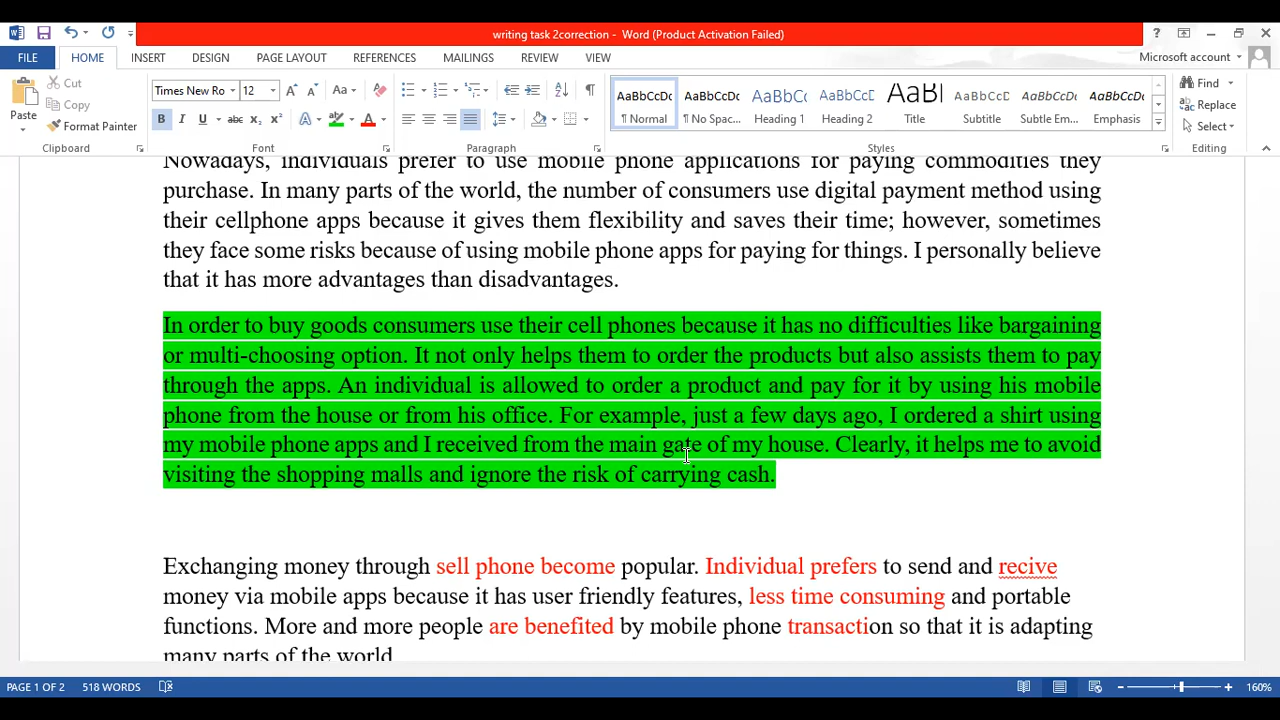 writing task 2correction - Word (Product Activation Failed)
FILE HOME INSERT DESIGN PAGE LAYOUT REFERENCES MAILINGS REVIEW VIEW Microsoft account
Paste
Cut
Copy
Format Painter
Clipboard
Times New Ro 12
Font
Paragraph
AaBbCcDc AaBbCcDc AaBbC AaBbCcC AaBl AaBbCcD AaBbCcDc AaBbCcDc
¶ Normal ¶ No Spac... Heading 1 Heading 2 Title Subtitle Subtle Em... Emphasis
Styles
Find
Replace
Select
Editing
Nowadays, individuals prefer to use mobile phone applications for paying commodities they
purchase. In many parts of the world, the number of consumers use digital payment method using
their cellphone apps because it gives them flexibility and saves their time; however, sometimes
they face some risks because of using mobile phone apps for paying for things. I personally believe
that it has more advantages than disadvantages.
In order to buy goods consumers use their cell phones because it has no difficulties like bargaining
or multi-choosing option. It not only helps them to order the products but also assists them to pay
through the apps. An individual is allowed to order a product and pay for it by using his mobile
phone from the house or from his office. For example, just a few days ago, I ordered a shirt using
my mobile phone apps and I received from the main gate of my house. Clearly, it helps me to avoid
visiting the shopping malls and ignore the risk of carrying cash.
Exchanging money through sell phone become popular. Individual prefers to send and recive
money via mobile apps because it has user friendly features, less time consuming and portable
functions. More and more people are benefited by mobile phone transaction so that it is adapting
many parts of the world
PAGE 1 OF 2 518 WORDS 160%